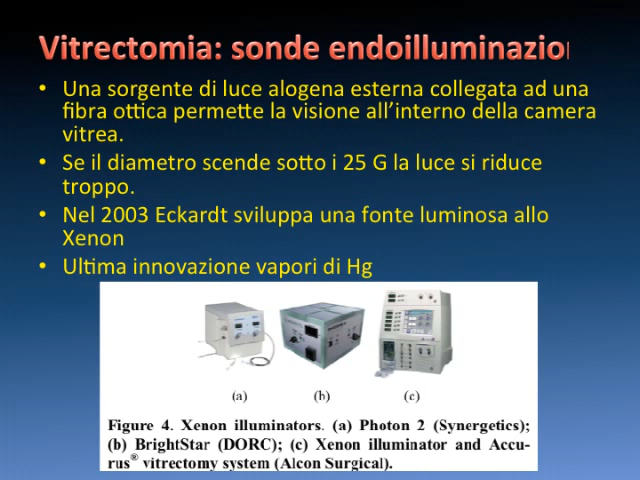 Vitrectomia: sonde endoilluminazio
• Una sorgente di luce alogena esterna collegata ad una
fibra ottica permette la visione all'interno della camera
vitrea.
• Se il diametro scende sotto i 25 G la luce si riduce
troppo.
• Nel 2003 Eckardt sviluppa una fonte luminosa allo
Xenon
• Ultima innovazione vapori di Hg
(a) (b) (c)
Figure 4. Xenon illuminators. (a) Photon 2 (Synergetics);
(b) BrightStar (DORC); (c) Xenon illuminator and Accu-
rus® vitrectomy system (Alcon Surgical).